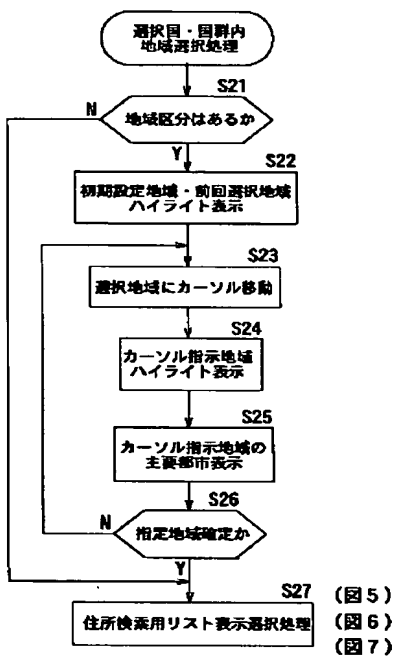 選択国・国群内
地域選択処理
S21
地域区分はあるか
N
Y
S22
初期設定地域・前回選択地域
ハイライト表示
S23
選択地域にカーソル移動
S24
カーソル指示地域
ハイライト表示
S25
カーソル指示地域の
主要都市表示
S26
指定地域確定か
N
Y
S27
住所検索用リスト表示選択処理
(図5)
(図6)
(図7)